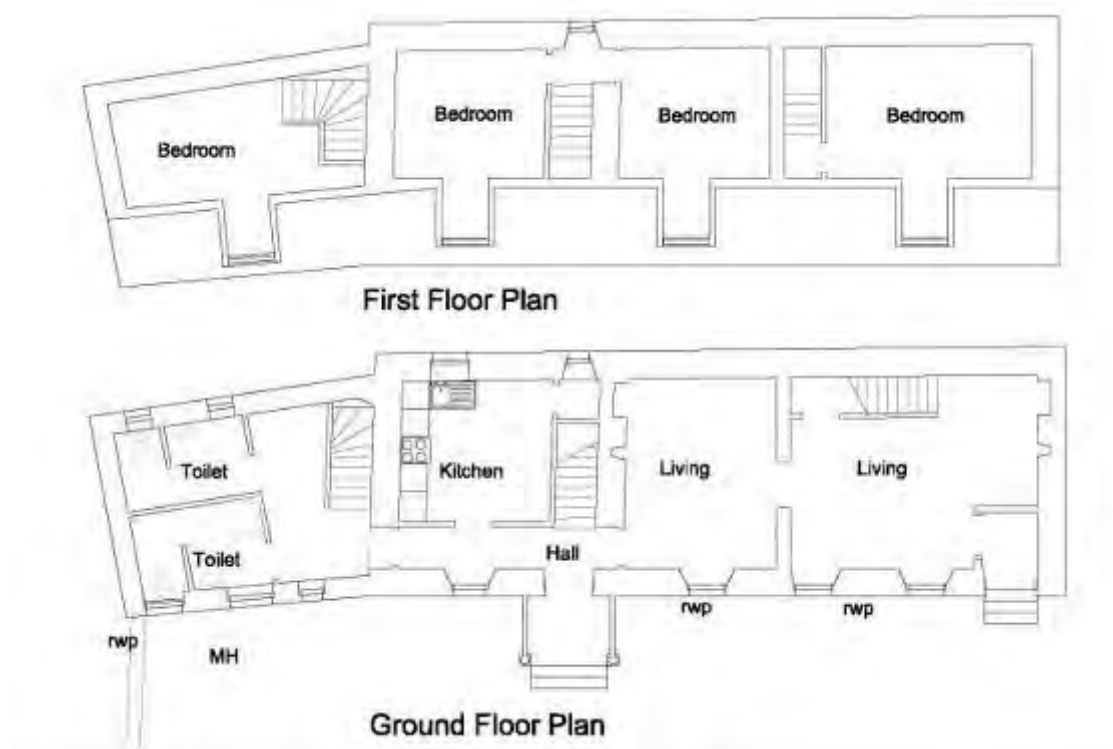 Bedroom
Bedroom
Bedroom
Bedroom
First Floor Plan
Toilet
Kitchen
Living
Living
Toilet
Hall
rwp
rwp
rwp
MH
Ground Floor Plan